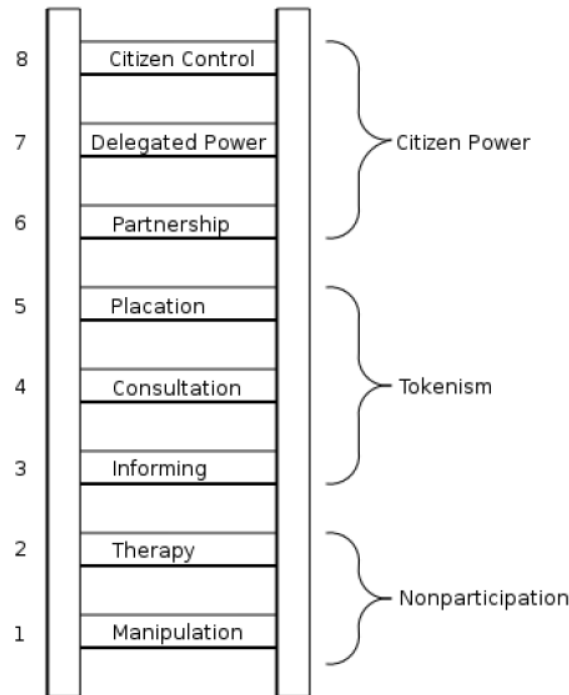 8 Citizen Control
7 Delegated Power
Citizen Power
6 Partnership
5 Placation
4 Consultation
Tokenism
3 Informing
2 Therapy
Nonparticipation
1 Manipulation